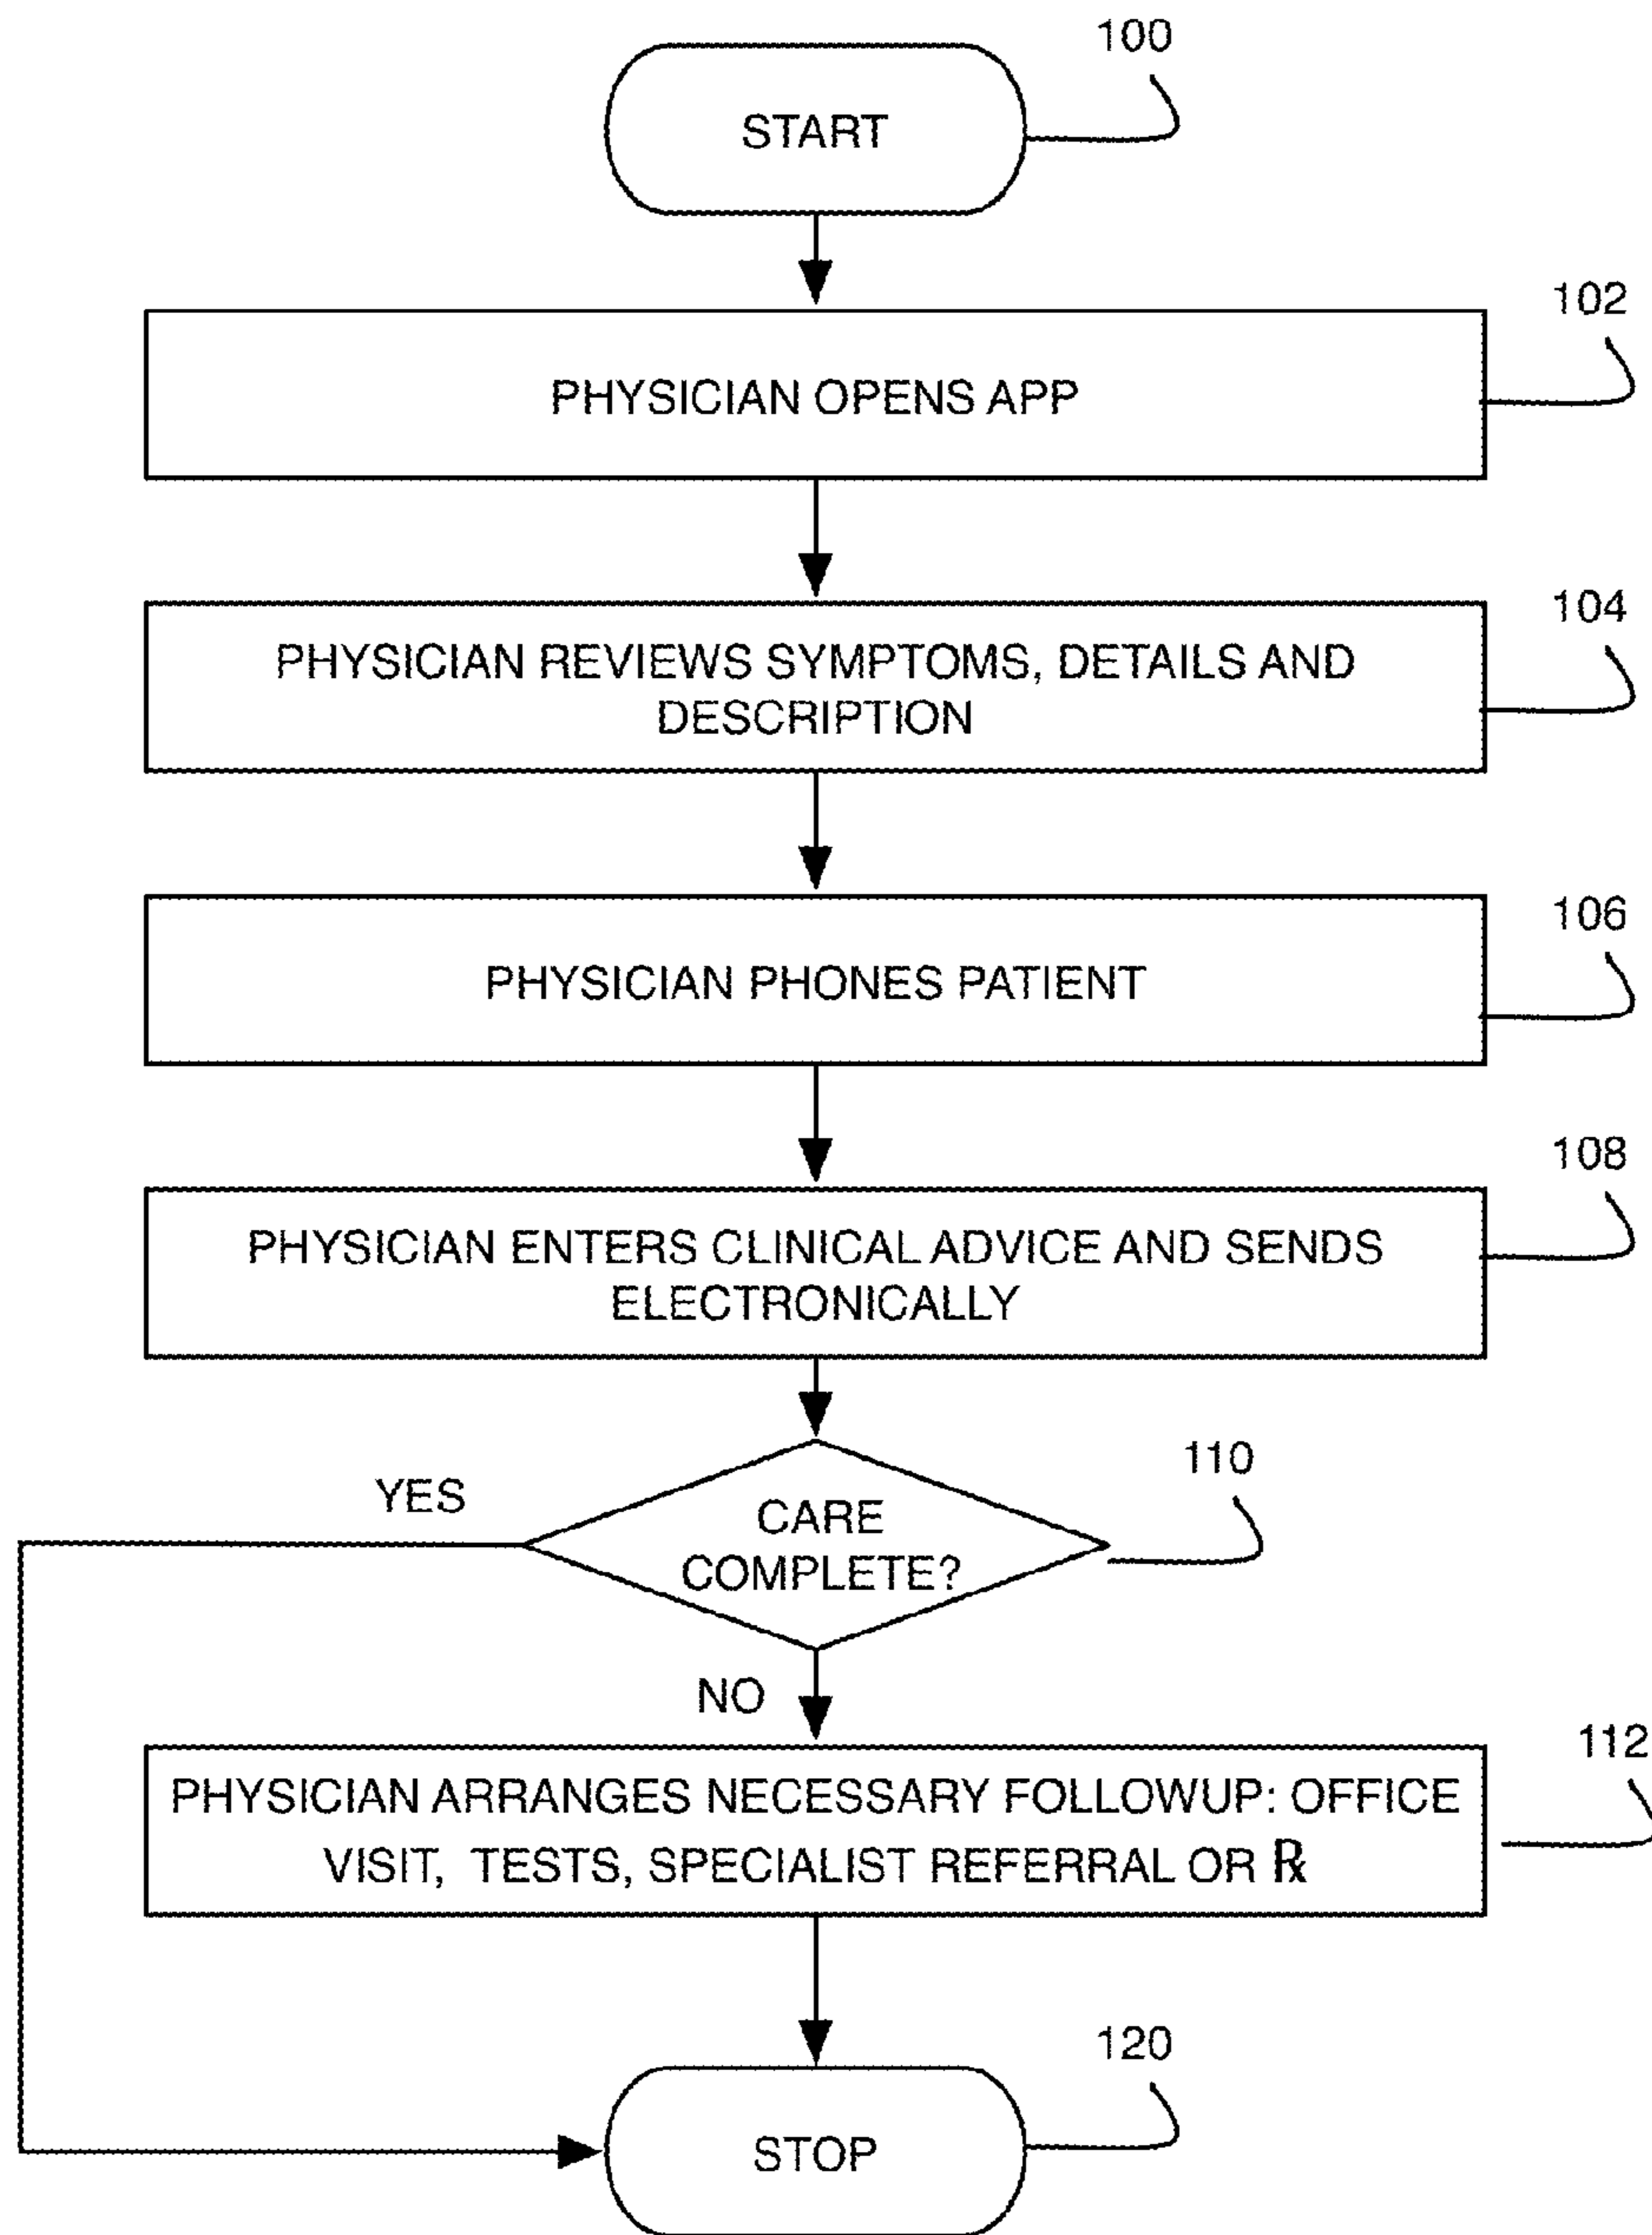 100
START
102
PHYSICIAN OPENS APP
104
PHYSICIAN REVIEWS SYMPTOMS, DETAILS AND
DESCRIPTION
106
PHYSICIAN PHONES PATIENT
108
PHYSICIAN ENTERS CLINICAL ADVICE AND SENDS
ELECTRONICALLY
110
YES
CARE
COMPLETE?
NO
112
PHYSICIAN ARRANGES NECESSARY FOLLOWUP: OFFICE
VISIT, TESTS, SPECIALIST REFERRAL OR ℞
120
STOP